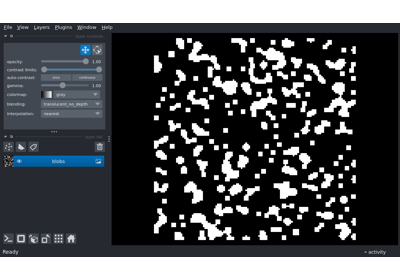 File View Layers Plugins Window Help
opacity: 1.00
contrast limits:
auto-contrast: once continuous
gamma: 1.00
colormap: gray
blending: translucent_no_depth
interpolation: nearest
blobs
Ready activity